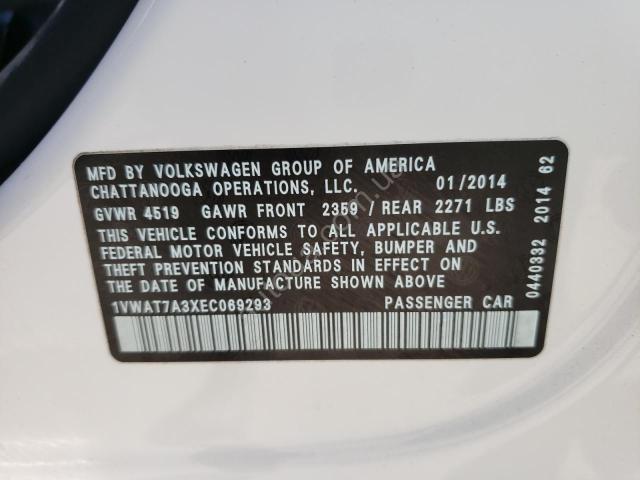 MFD BY VOLKSWAGEN GROUP OF AMERICA
CHATTANOOGA OPERATIONS, LLC. 01/2014
GVWR 4519 GAWR FRONT 2359 / REAR 2271 LBS
THIS VEHICLE CONFORMS TO ALL APPLICABLE U.S.
FEDERAL MOTOR VEHICLE SAFETY, BUMPER AND
THEFT PREVENTION STANDARDS IN EFFECT ON
THE DATE OF MANUFACTURE SHOWN ABOVE
1VWAT7A3XEC069293 PASSENGER CAR
0440332 2014 62